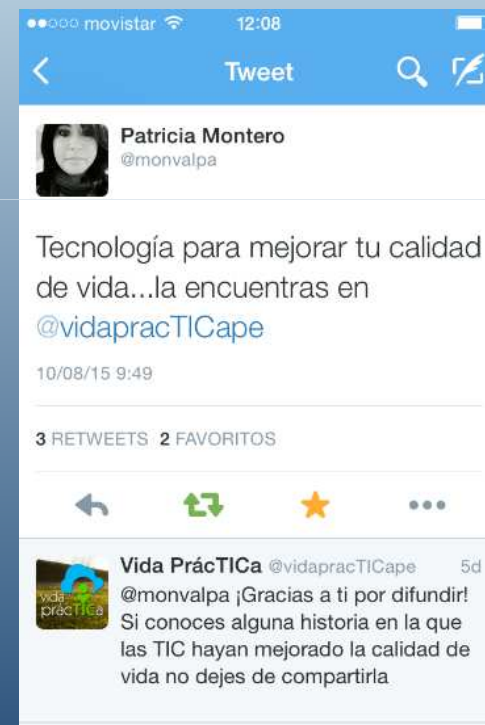 movistar 12:08
Tweet
Patricia Montero
@monvalpa
Tecnología para mejorar tu calidad
de vida...la encuentras en
@vidapracTICape
10/08/15 9:49
3 RETWEETS 2 FAVORITOS
Vida PrácTICa @vidapracTICape 5d
vida
prácTICa
@monvalpa ¡Gracias a ti por difundir!
Si conoces alguna historia en la que
las TIC hayan mejorado la calidad de
vida no dejes de compartirla